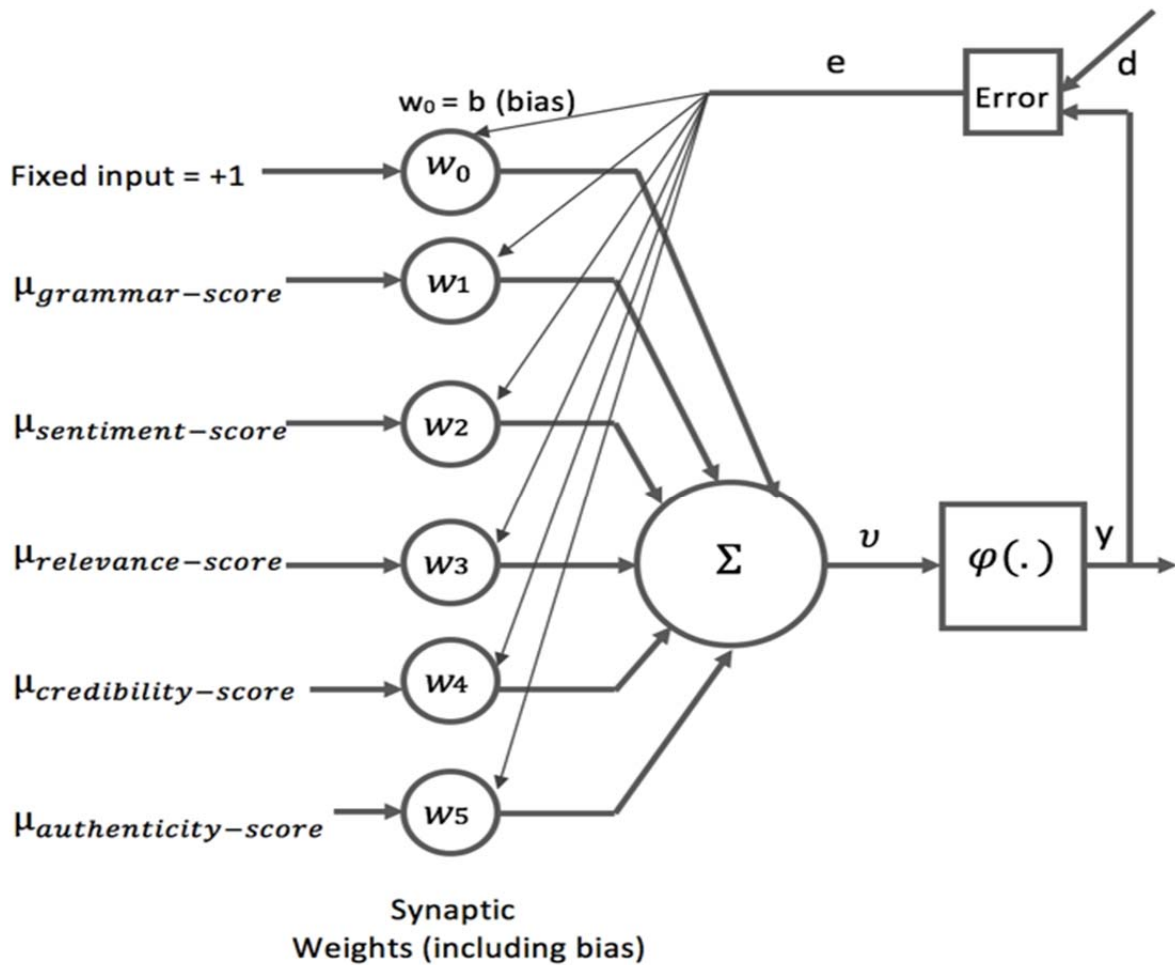 e
d
Error
w₀ = b (bias)
w₀
Fixed input = +1
w1
μgrammar−score
w2
μsentiment−score
μrelevance−score
w3
Σ
υ
φ(.)
y
w4
μcredibility−score
w5
μauthenticity−score
Synaptic
Weights (including bias)